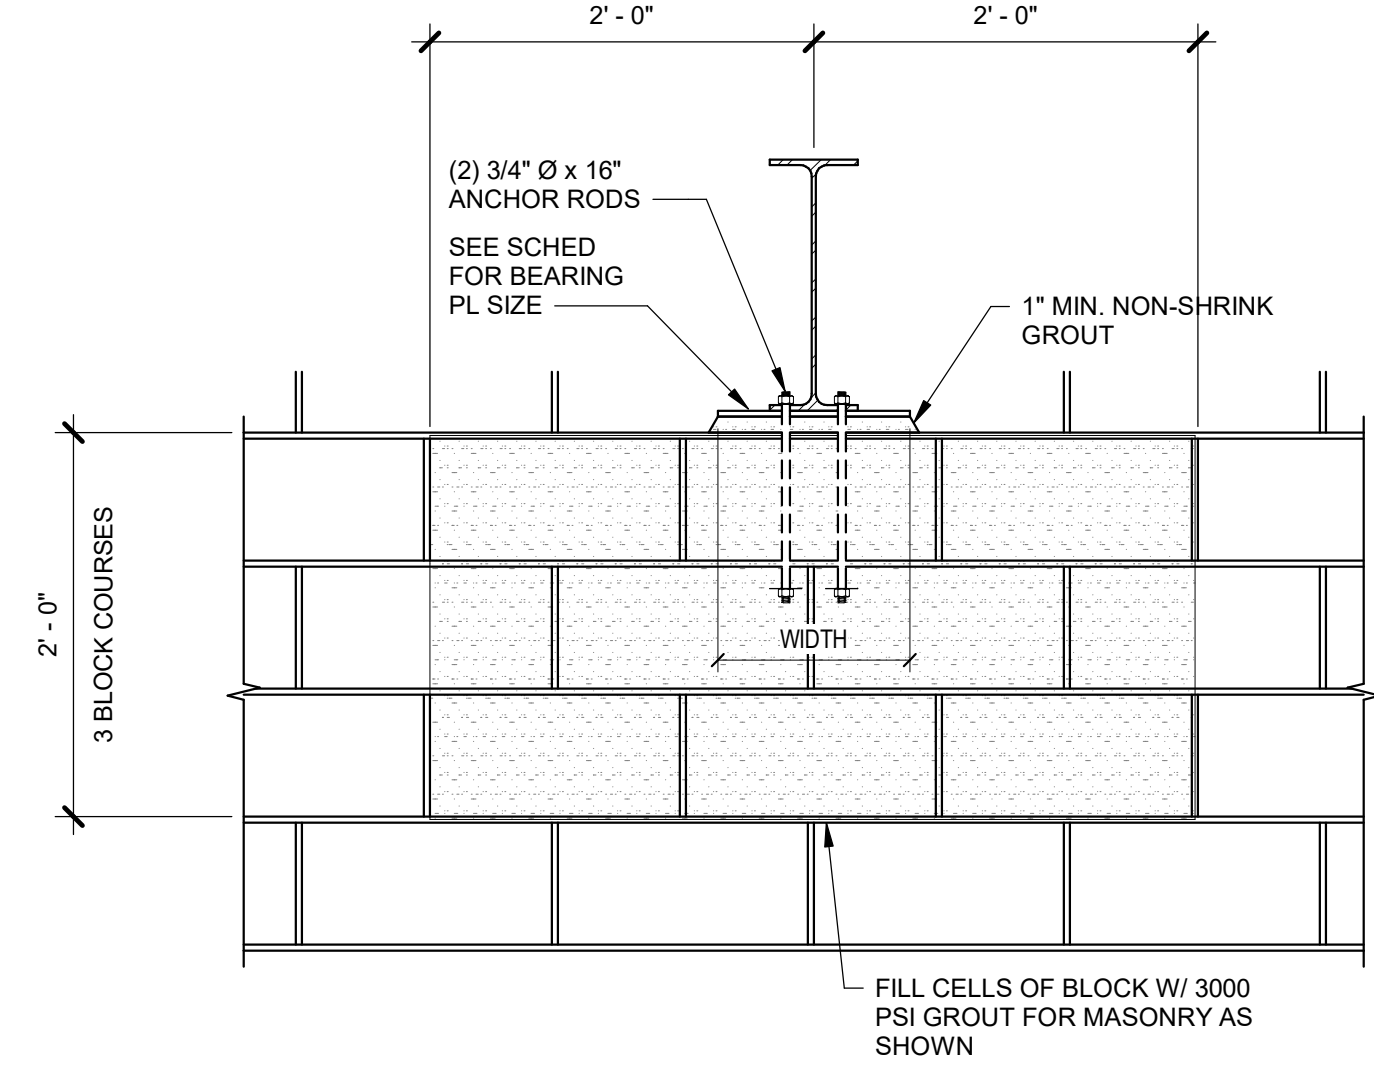 2' - 0"
2' - 0"
(2) 3/4" Ø x 16"
ANCHOR RODS
SEE SCHED
FOR BEARING
PL SIZE
1" MIN. NON-SHRINK
GROUT
2' - 0"
3 BLOCK COURSES
WIDTH
FILL CELLS OF BLOCK W/ 3000
PSI GROUT FOR MASONRY AS
SHOWN